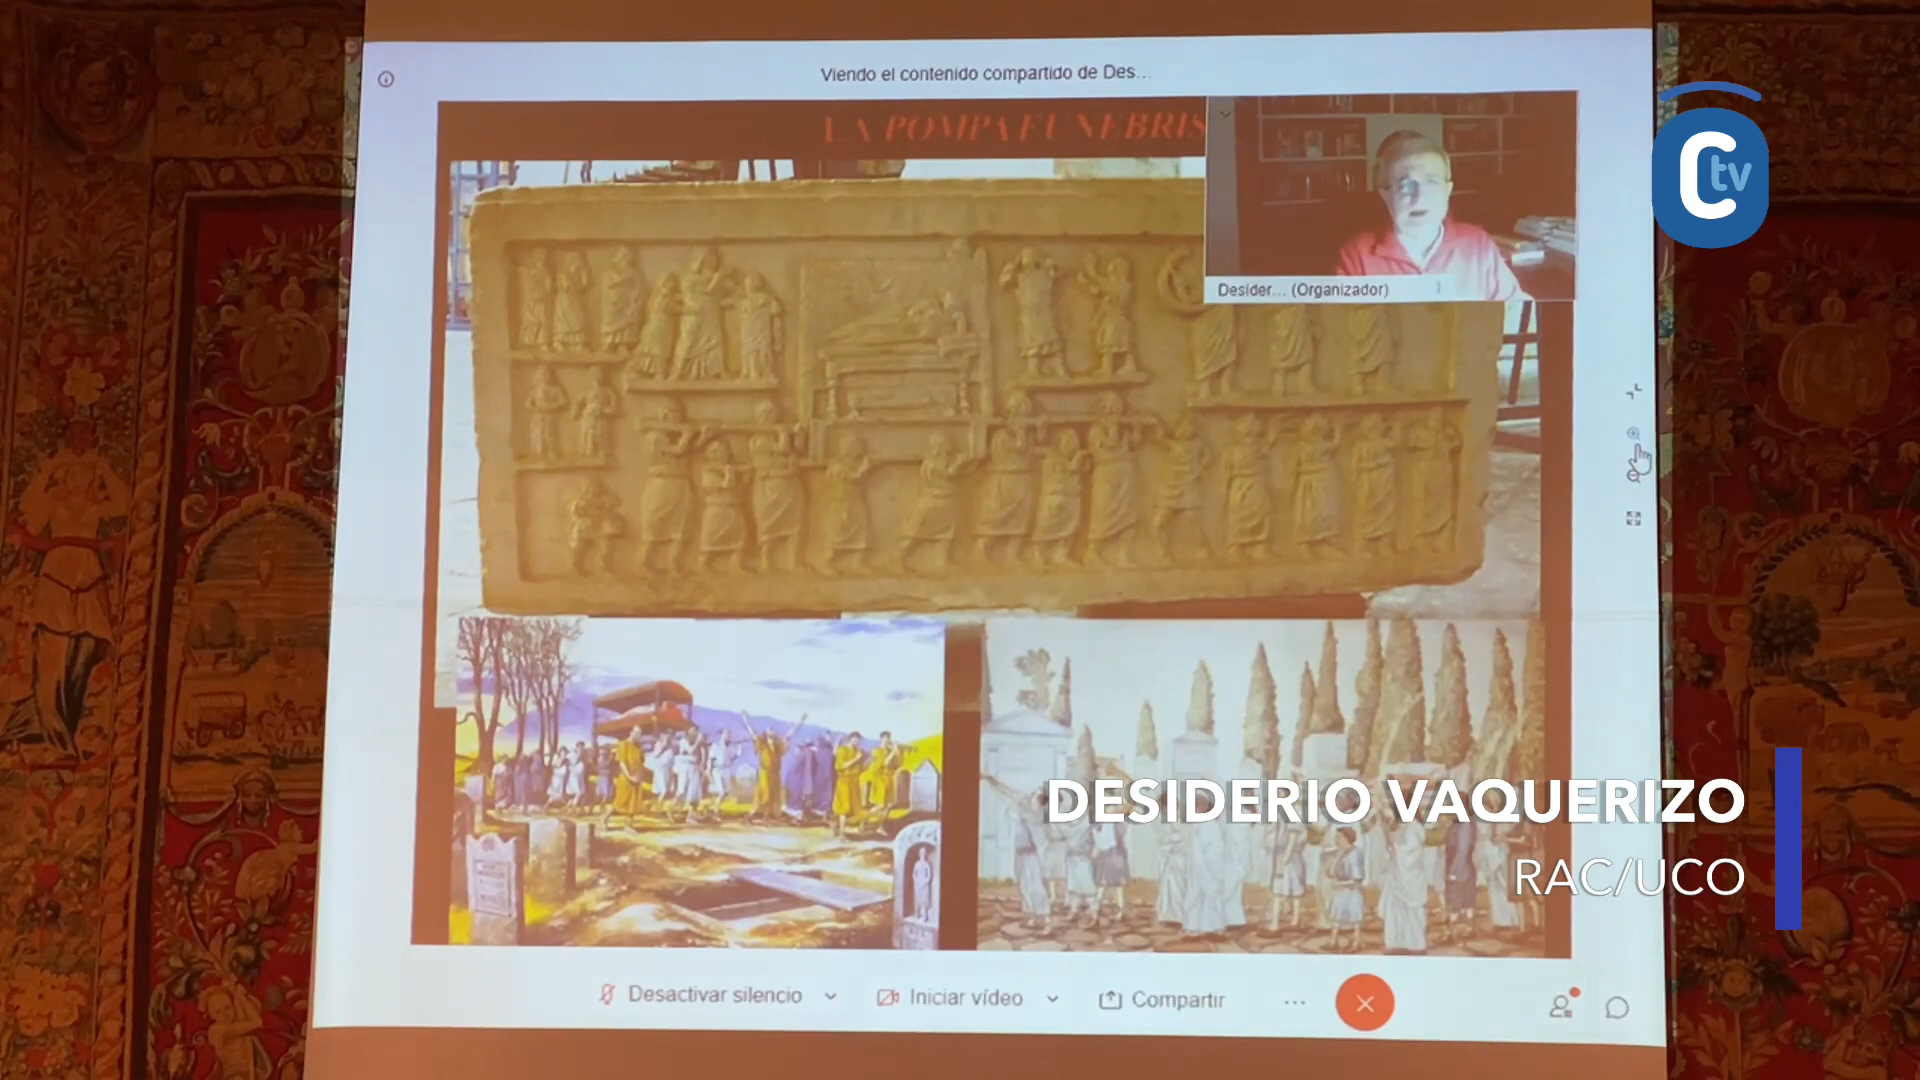 Viendo el contenido compartido de Des...
LA POMPA FUNEBRIS
Desider... (Organizador)
C tv
DESIDERIO VAQUERIZO
RAC/UCO
Desactivar silencio
Iniciar vídeo
Compartir